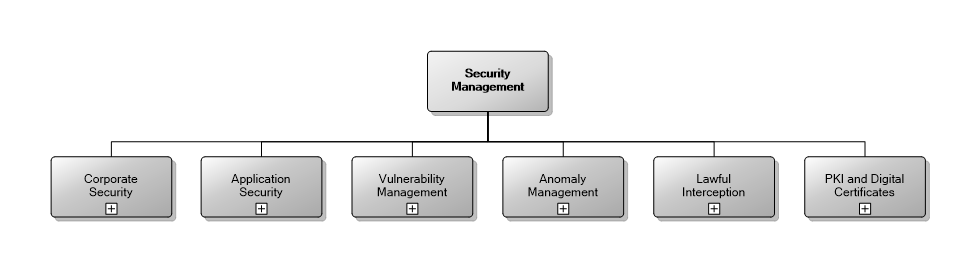 Security
Management
Corporate
Security
Application
Security
Vulnerability
Management
Anomaly
Management
Lawful
Interception
PKI and Digital
Certificates